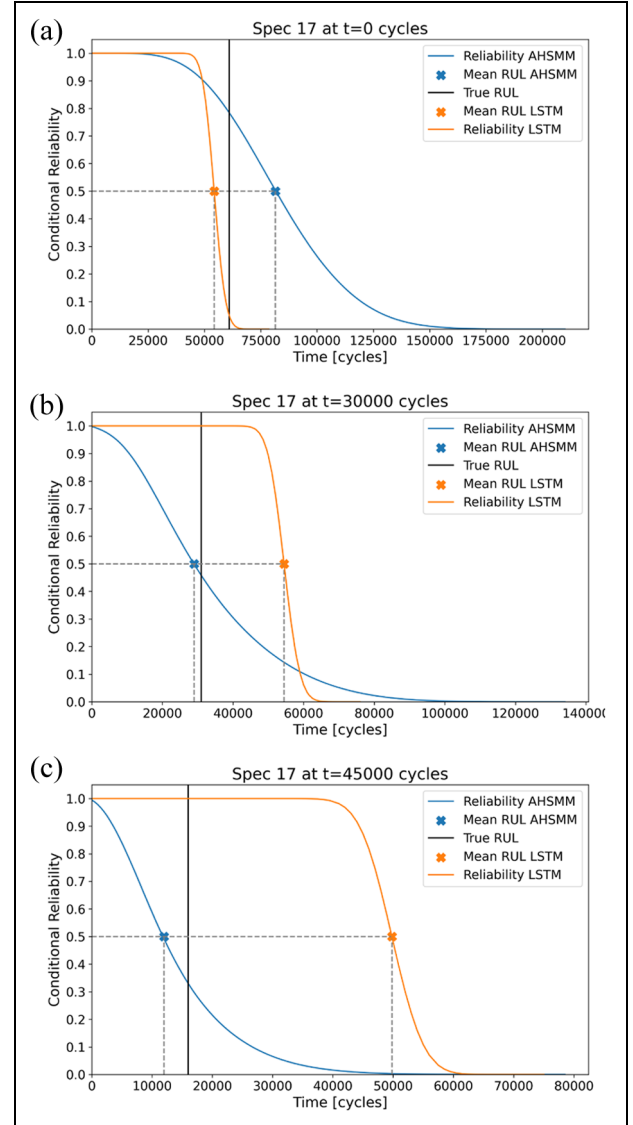 (a)
Spec 17 at t=0 cycles
Conditional Reliability
1.0
0.9
0.8
0.7
0.6
0.5
0.4
0.3
0.2
0.1
0.0
Reliability AHSMM
Mean RUL AHSMM
True RUL
Mean RUL LSTM
Reliability LSTM
0 25000 50000 75000 100000 125000 150000 175000 200000
Time [cycles]
(b)
Spec 17 at t=30000 cycles
Conditional Reliability
1.0
0.9
0.8
0.7
0.6
0.5
0.4
0.3
0.2
0.1
0.0
Reliability AHSMM
Mean RUL AHSMM
True RUL
Mean RUL LSTM
Reliability LSTM
0 20000 40000 60000 80000 100000 120000 140000
Time [cycles]
(c)
Spec 17 at t=45000 cycles
Conditional Reliability
1.0
0.9
0.8
0.7
0.6
0.5
0.4
0.3
0.2
0.1
0.0
Reliability AHSMM
Mean RUL AHSMM
True RUL
Mean RUL LSTM
Reliability LSTM
0 10000 20000 30000 40000 50000 60000 70000 80000
Time [cycles]